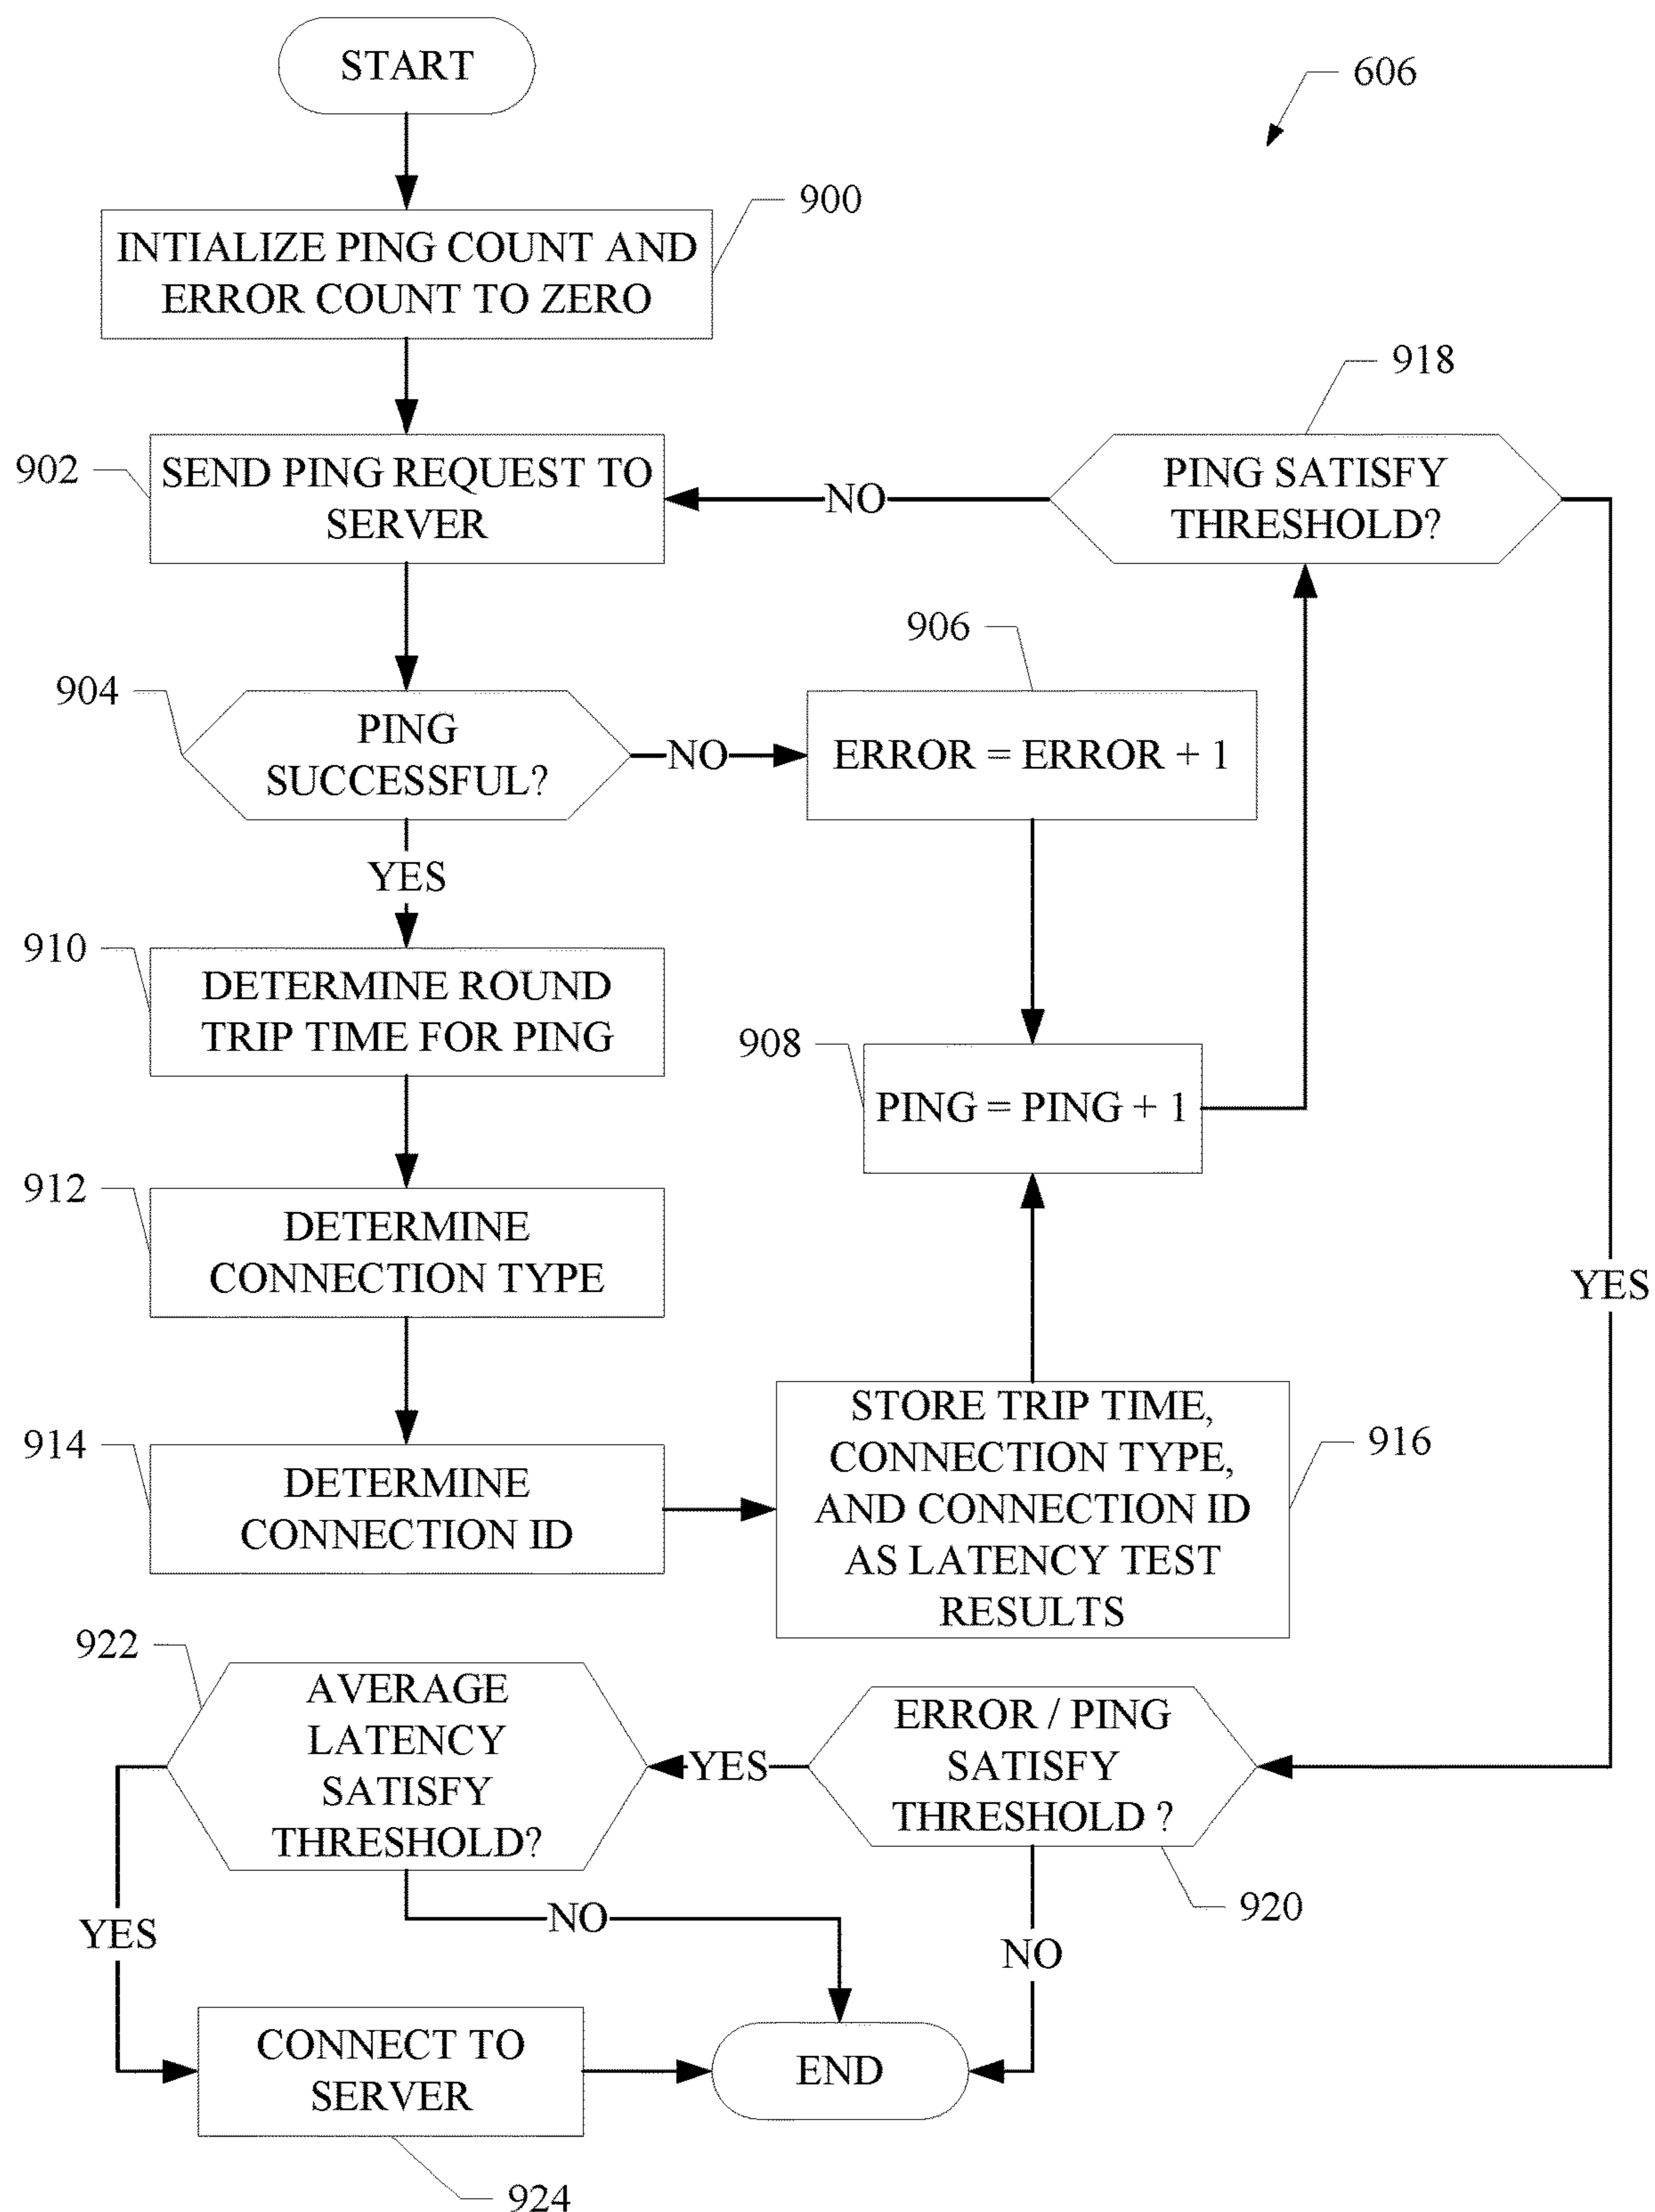 START
606
900
INTIALIZE PING COUNT AND
ERROR COUNT TO ZERO
918
902
SEND PING REQUEST TO
SERVER
NO
PING SATISFY
THRESHOLD?
906
904
PING
SUCCESSFUL?
NO
ERROR = ERROR + 1
YES
910
DETERMINE ROUND
TRIP TIME FOR PING
908
PING = PING + 1
912
DETERMINE
CONNECTION TYPE
YES
914
DETERMINE
CONNECTION ID
STORE TRIP TIME,
CONNECTION TYPE,
AND CONNECTION ID
AS LATENCY TEST
RESULTS
916
922
AVERAGE
LATENCY
SATISFY
THRESHOLD?
YES
ERROR / PING
SATISFY
THRESHOLD ?
920
YES
NO
NO
CONNECT TO
SERVER
END
924